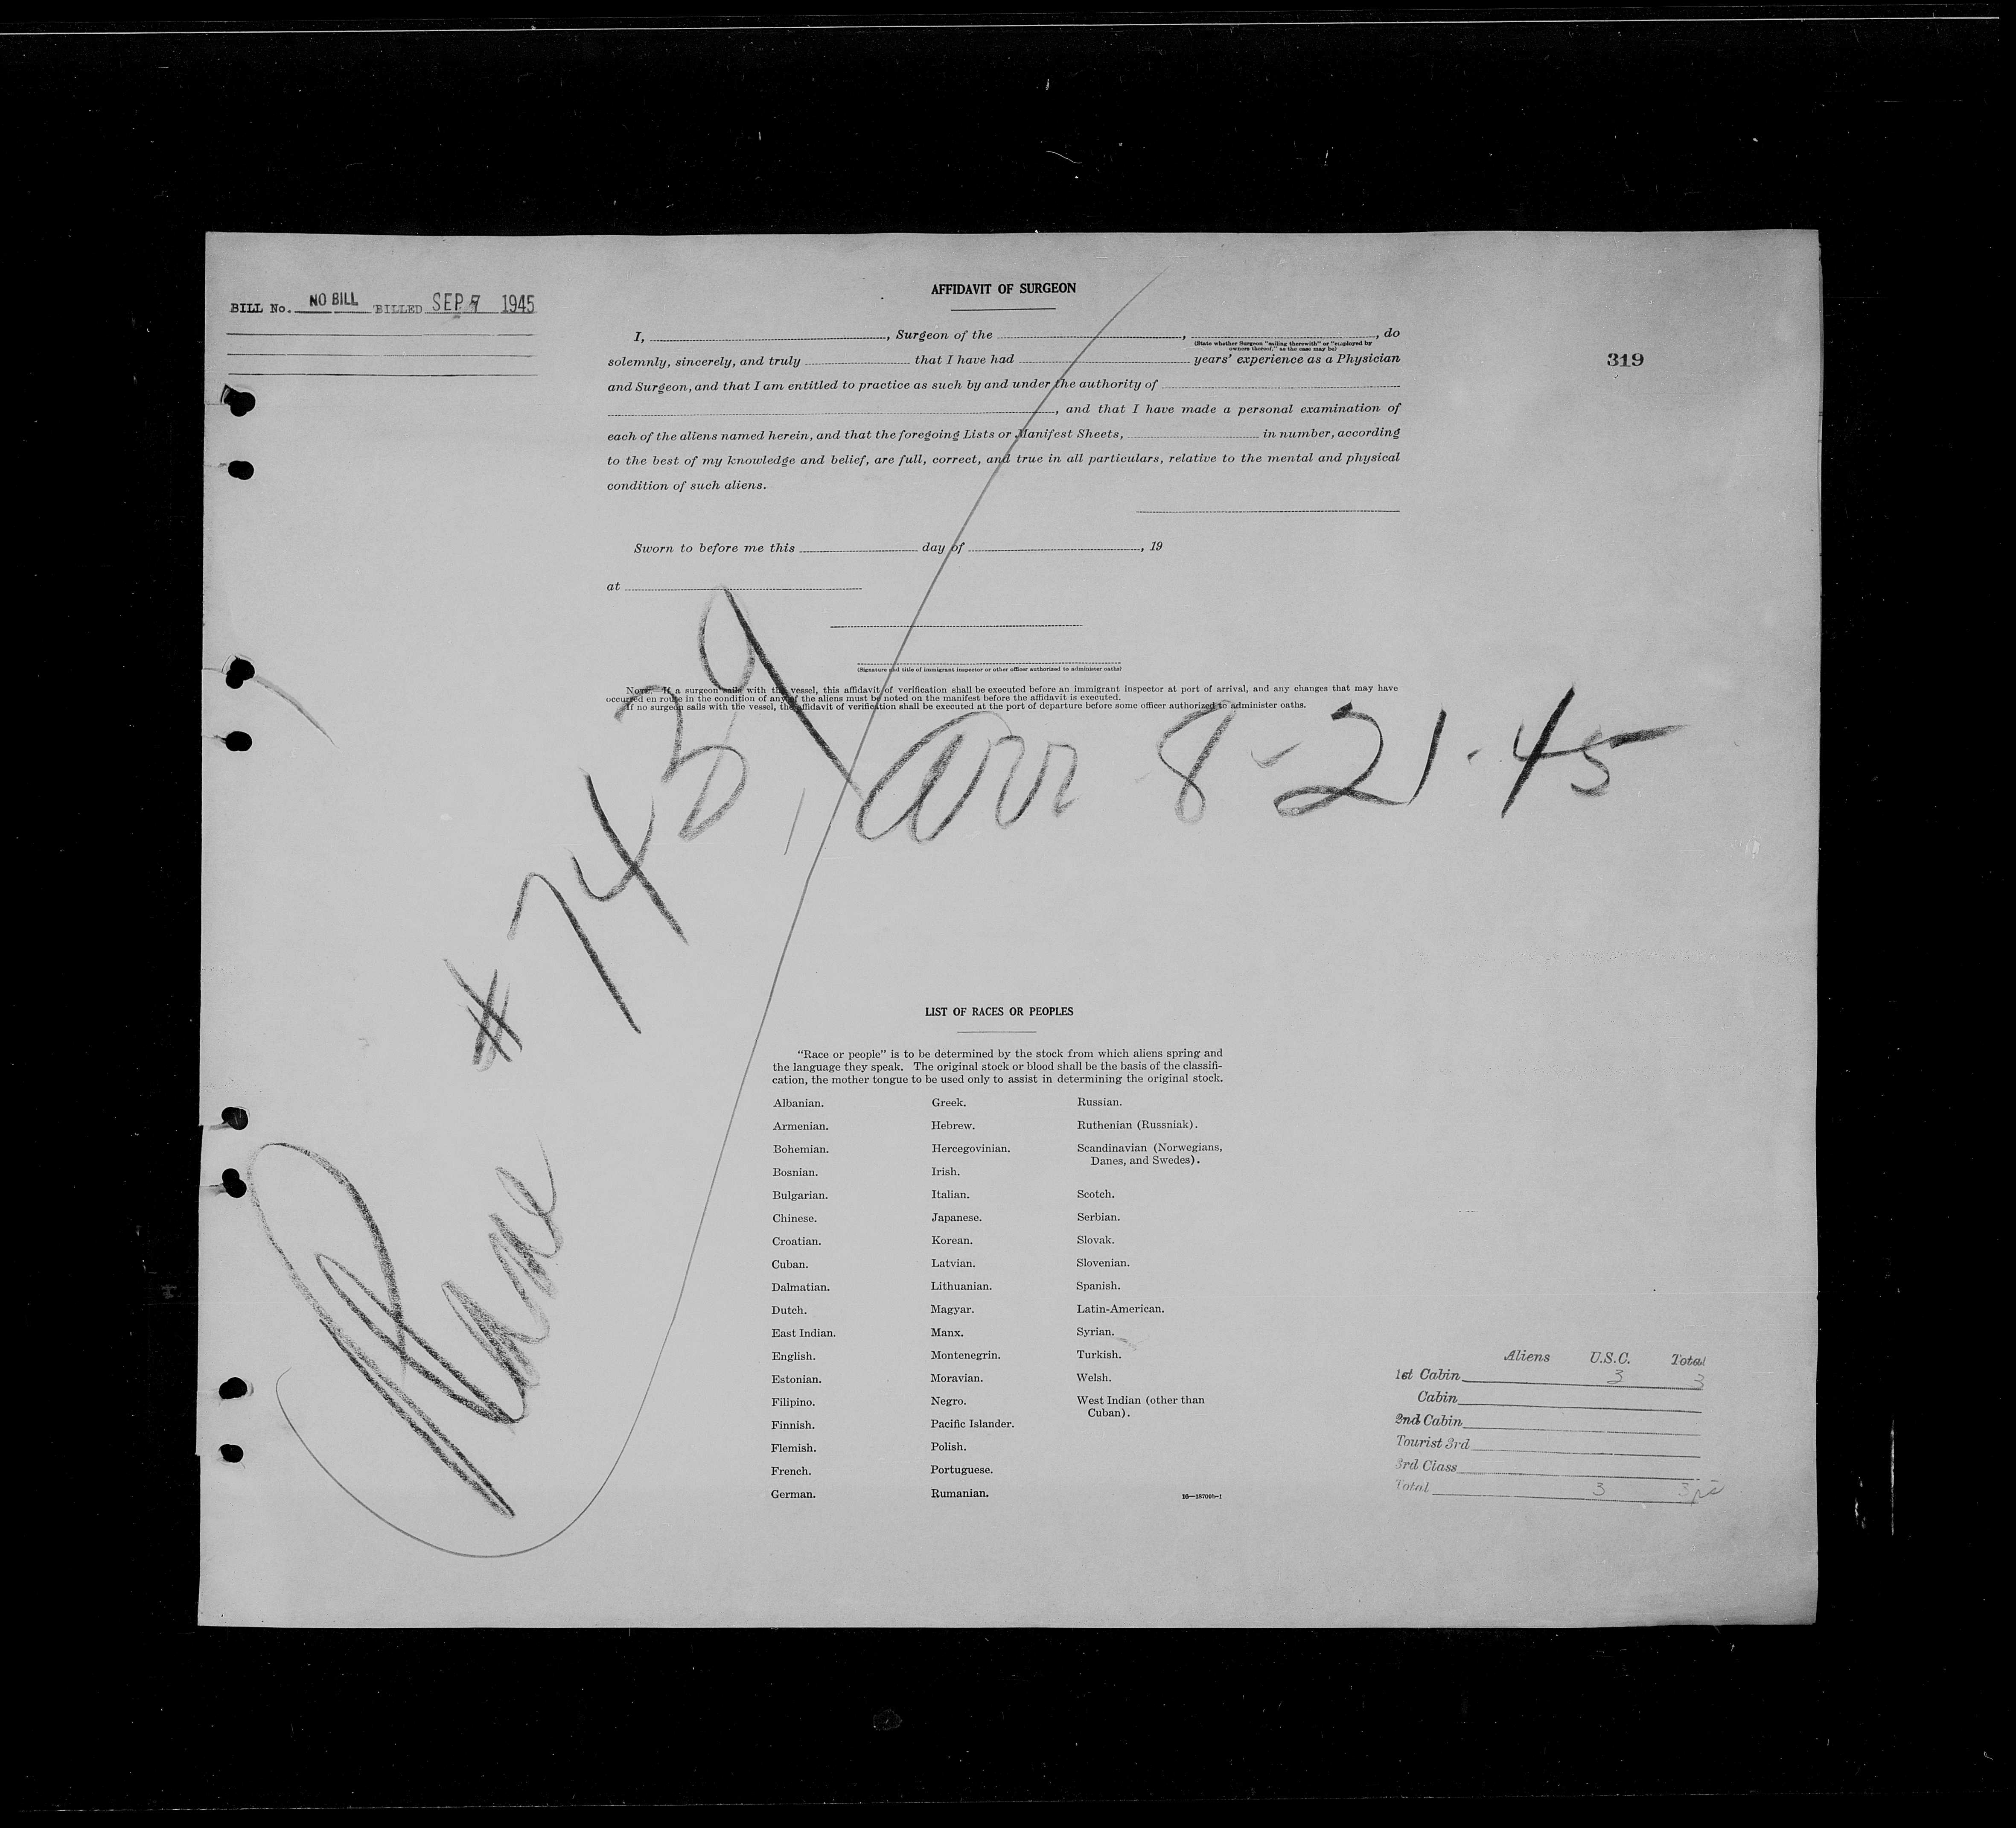 BILL No. NO BILL BILLED SEP 7 1945
AFFIDAVIT OF SURGEON
319
I, , Surgeon of the , , do
(State whether Surgeon "sailing therewith" or "employed by
owners thereof," as the case may be)
solemnly, sincerely, and truly that I have had years' experience as a Physician
and Surgeon, and that I am entitled to practice as such by and under the authority of
, and that I have made a personal examination of
each of the aliens named herein, and that the foregoing Lists or Manifest Sheets, in number, according
to the best of my knowledge and belief, are full, correct, and true in all particulars, relative to the mental and physical
condition of such aliens.
Sworn to before me this day of , 19
at
(Signature and title of immigrant inspector or other officer authorized to administer oaths)
NOTE.—If a surgeon sails with the vessel, this affidavit of verification shall be executed before an immigrant inspector at port of arrival, and any changes that may have
occurred en route in the condition of any of the aliens must be noted on the manifest before the affidavit is executed.
If no surgeon sails with the vessel, the affidavit of verification shall be executed at the port of departure before some officer authorized to administer oaths.
Plane # 7439, arr 8-21-45
LIST OF RACES OR PEOPLES
"Race or people" is to be determined by the stock from which aliens spring and
the language they speak. The original stock or blood shall be the basis of the classifi-
cation, the mother tongue to be used only to assist in determining the original stock.
Albanian.
Armenian.
Bohemian.
Bosnian.
Bulgarian.
Chinese.
Croatian.
Cuban.
Dalmatian.
Dutch.
East Indian.
English.
Estonian.
Filipino.
Finnish.
Flemish.
French.
German.
Greek.
Hebrew.
Hercegovinian.
Irish.
Italian.
Japanese.
Korean.
Latvian.
Lithuanian.
Magyar.
Manx.
Montenegrin.
Moravian.
Negro.
Pacific Islander.
Polish.
Portuguese.
Rumanian.
Russian.
Ruthenian (Russniak).
Scandinavian (Norwegians,
Danes, and Swedes).
Scotch.
Serbian.
Slovak.
Slovenian.
Spanish.
Latin-American.
Syrian.
Turkish.
Welsh.
West Indian (other than
Cuban).
Aliens U.S.C. Total
1st Cabin 3 3
Cabin
2nd Cabin
Tourist 3rd
3rd Class
Total 3 3